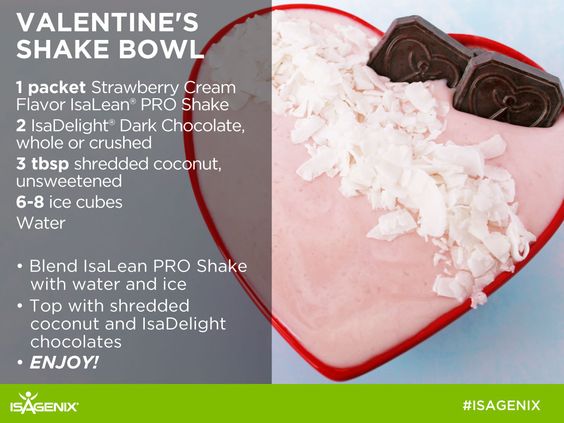 VALENTINE'S
SHAKE BOWL
1 packet Strawberry Cream
Flavor IsaLean® PRO Shake
2 IsaDelight® Dark Chocolate,
whole or crushed
3 tbsp shredded coconut,
unsweetened
6-8 ice cubes
Water
• Blend IsaLean PRO Shake
with water and ice
• Top with shredded
coconut and IsaDelight
chocolates
• ENJOY!
ISAGENIX®
#ISAGENIX